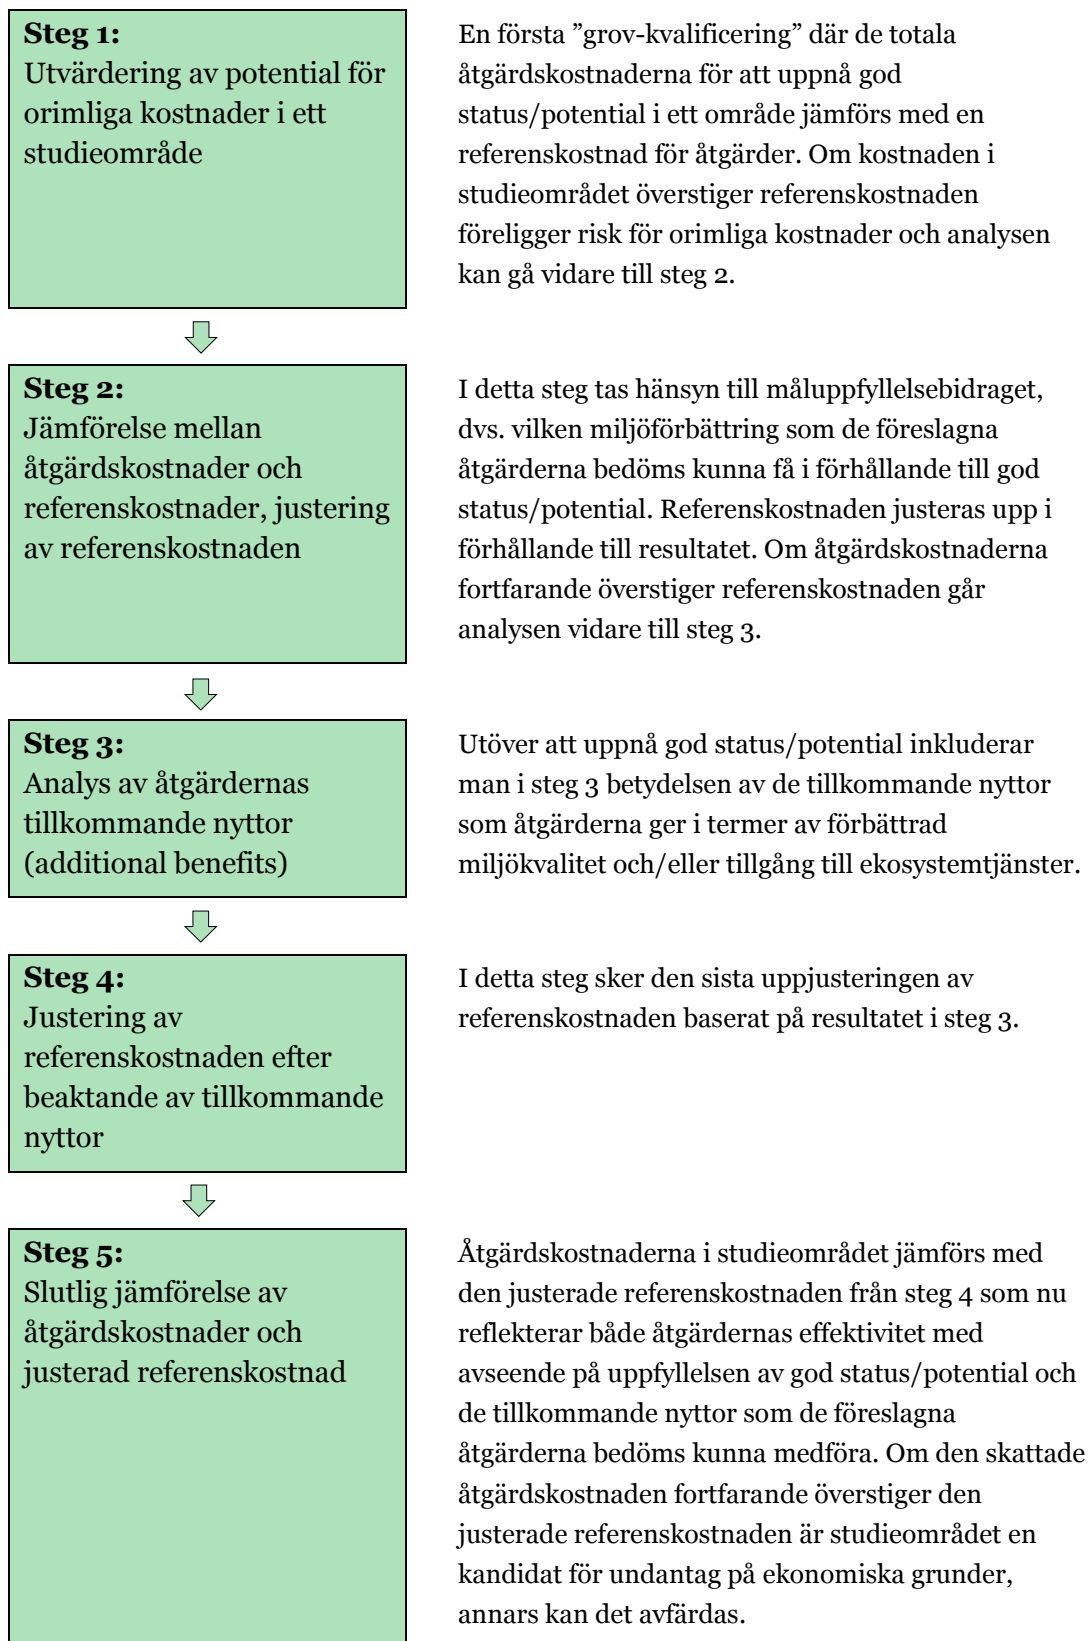 Steg 1:
Utvärdering av potential för
orimliga kostnader i ett
studieområde
En första ”grov-kvalificering” där de totala
åtgärdskostnaderna för att uppnå god
status/potential i ett område jämförs med en
referenskostnad för åtgärder. Om kostnaden i
studieområdet överstiger referenskostnaden
föreligger risk för orimliga kostnader och analysen
kan gå vidare till steg 2.
Steg 2:
Jämförelse mellan
åtgärdskostnader och
referenskostnader, justering
av referenskostnaden
I detta steg tas hänsyn till måluppfyllelsebidraget,
dvs. vilken miljöförbättring som de föreslagna
åtgärderna bedöms kunna få i förhållande till god
status/potential. Referenskostnaden justeras upp i
förhållande till resultatet. Om åtgärdskostnaderna
fortfarande överstiger referenskostnaden går
analysen vidare till steg 3.
Steg 3:
Analys av åtgärdernas
tillkommande nyttor
(additional benefits)
Utöver att uppnå god status/potential inkluderar
man i steg 3 betydelsen av de tillkommande nyttor
som åtgärderna ger i termer av förbättrad
miljökvalitet och/eller tillgång till ekosystemtjänster.
Steg 4:
Justering av
referenskostnaden efter
beaktande av tillkommande
nyttor
I detta steg sker den sista uppjusteringen av
referenskostnaden baserat på resultatet i steg 3.
Steg 5:
Slutlig jämförelse av
åtgärdskostnader och
justerad referenskostnad
Åtgärdskostnaderna i studieområdet jämförs med
den justerade referenskostnaden från steg 4 som nu
reflekterar både åtgärdernas effektivitet med
avseende på uppfyllelsen av god status/potential och
de tillkommande nyttor som de föreslagna
åtgärderna bedöms kunna medföra. Om den skattade
åtgärdskostnaden fortfarande överstiger den
justerade referenskostnaden är studieområdet en
kandidat för undantag på ekonomiska grunder,
annars kan det avfärdas.